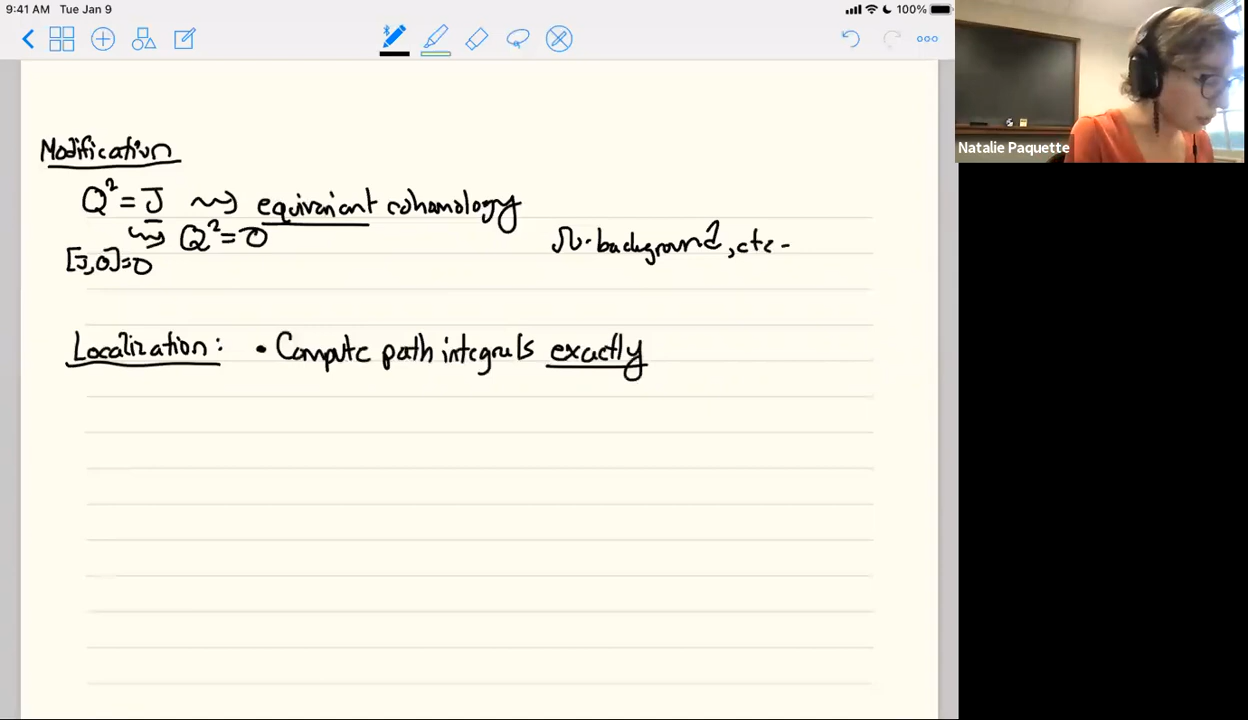 9:41 AM Tue Jan 9
100%
Natalie Paquette
Modification
Q² = J ⇝ equivariant cohomology
⇝ Q² = 0
Ω-background, etc -
[J, O] = 0
Localization: • Compute path integrals exactly